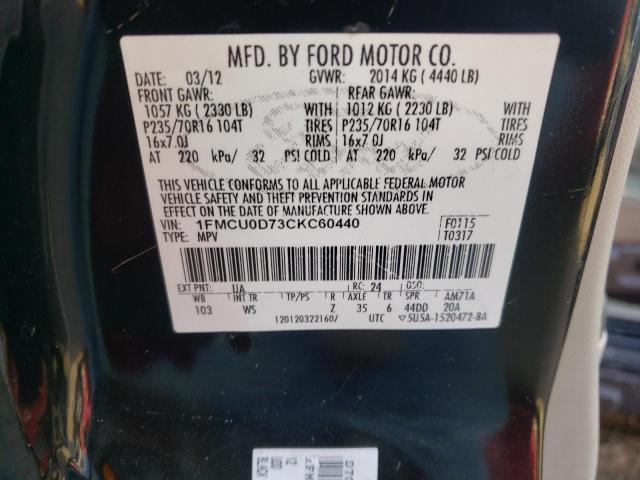 MFD. BY FORD MOTOR CO.
DATE: 03/12 GVWR: 2014 KG ( 4440 LB)
FRONT GAWR: REAR GAWR:
1057 KG ( 2330 LB) WITH 1012 KG ( 2230 LB) WITH
P235/70R16 104T TIRES P235/70R16 104T TIRES
16x7.0J RIMS 16x7.0J RIMS
AT 220 kPa/ 32 PSI COLD AT 220 kPa/ 32 PSI COLD
THIS VEHICLE CONFORMS TO ALL APPLICABLE FEDERAL MOTOR
VEHICLE SAFETY AND THEFT PREVENTION STANDARDS IN
EFFECT ON THE DATE OF MANUFACTURE SHOWN ABOVE.
VIN: 1FMCU0D73CKC60440 F0115
TYPE: MPV T0317
EXT PNT: UA RC: 24 DSO:
WB INT TR TP/PS R AXLE TR SPR AM71A
103 WS Z 35 6 44DD 20A
1201203221607 UTC 5U5A-1520472-BA
12
UOD
BLACK